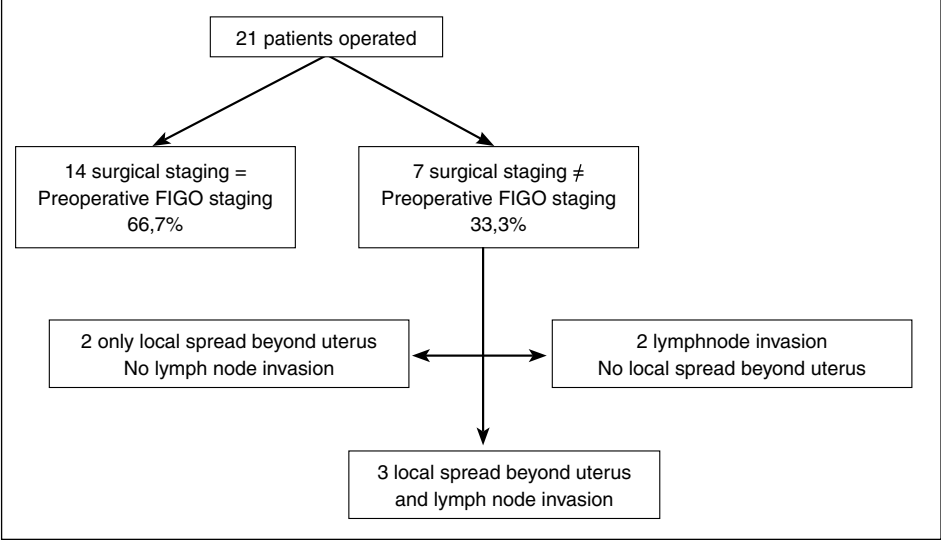 21 patients operated
14 surgical staging =
Preoperative FIGO staging
66,7%
7 surgical staging ≠
Preoperative FIGO staging
33,3%
2 only local spread beyond uterus
No lymph node invasion
2 lymphnode invasion
No local spread beyond uterus
3 local spread beyond uterus
and lymph node invasion